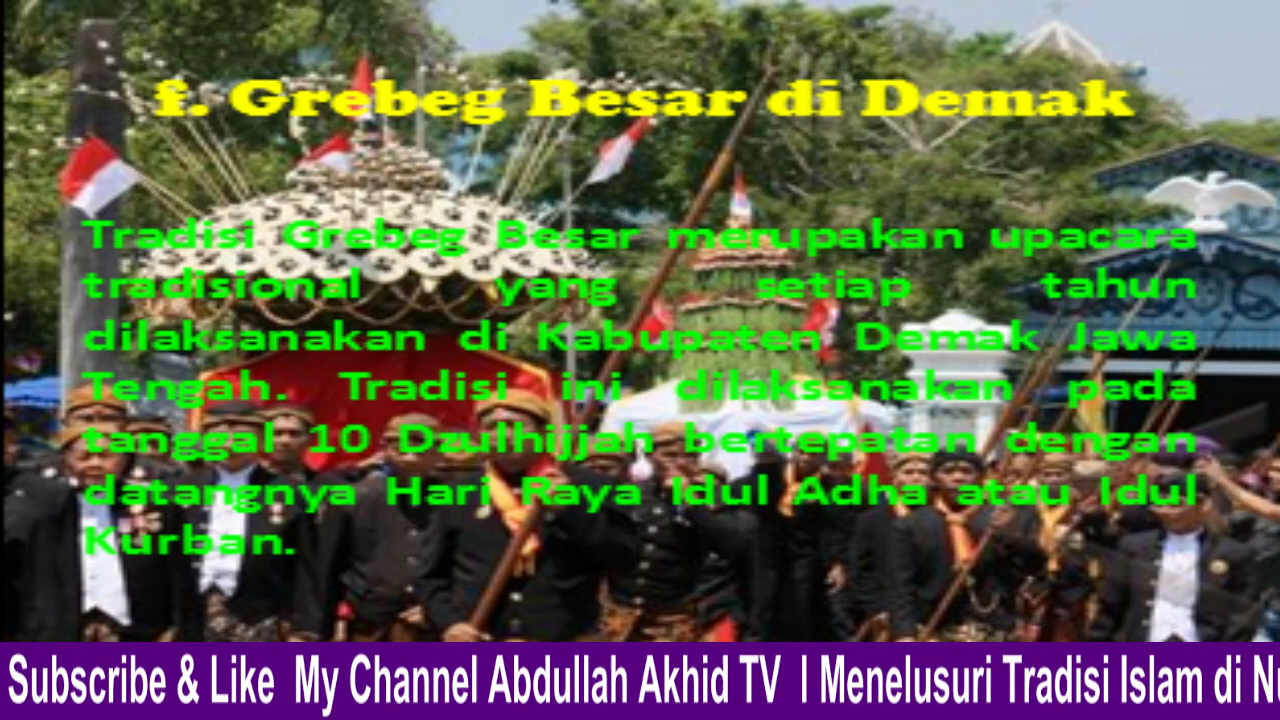 f. Grebeg Besar di Demak
Tradisi Grebeg Besar merupakan upacara
tradisional yang setiap tahun
dilaksanakan di Kabupaten Demak Jawa
Tengah. Tradisi ini dilaksanakan pada
tanggal 10 Dzulhijjah bertepatan dengan
datangnya Hari Raya Idul Adha atau Idul
Kurban.
Subscribe & Like My Channel Abdullah Akhid TV l Menelusuri Tradisi Islam di